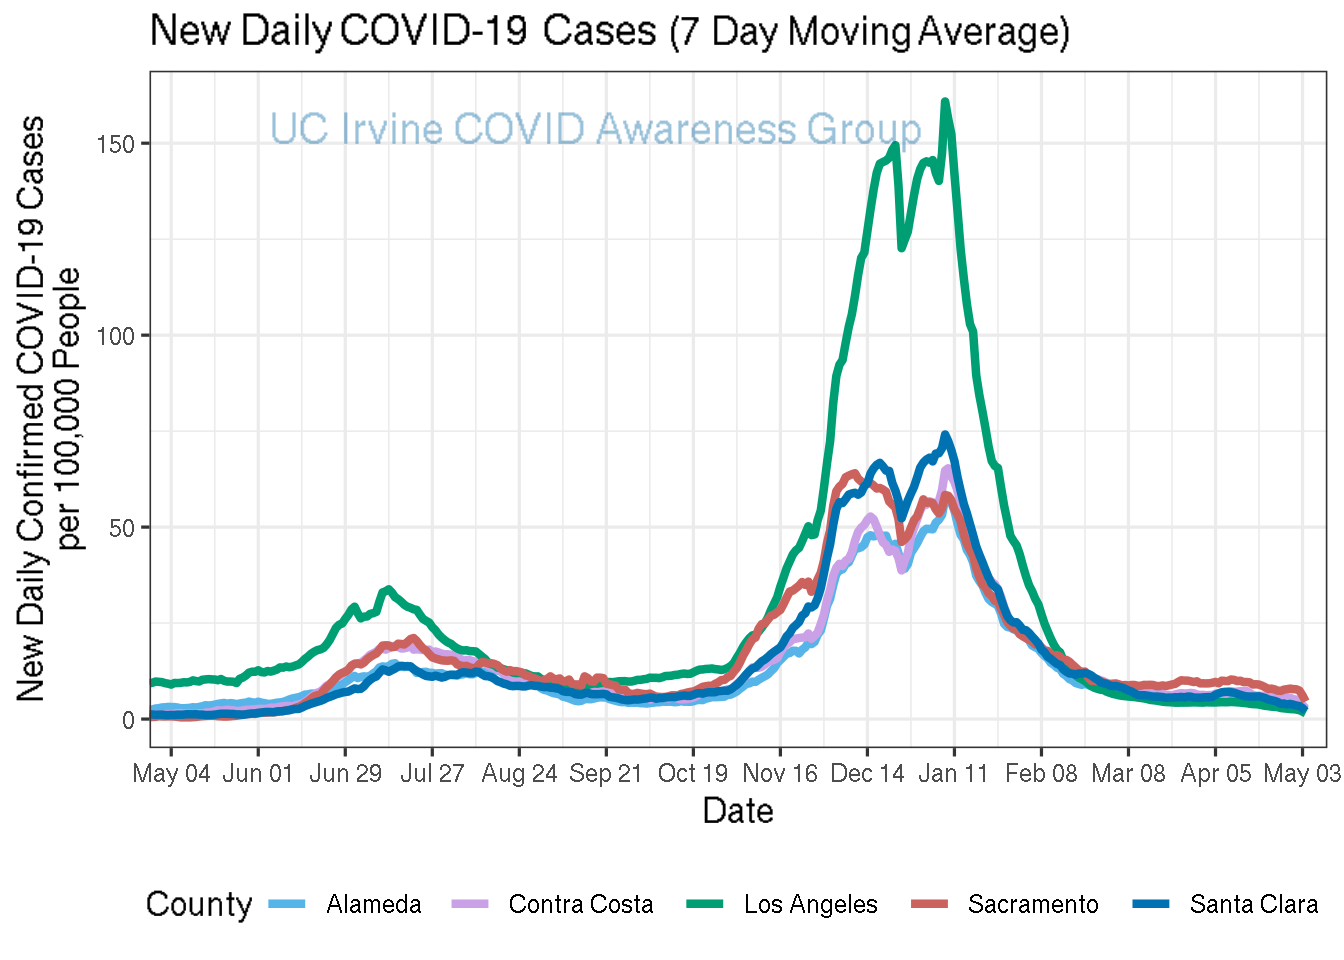 New Daily COVID-19 Cases (7 Day Moving Average)
UC Irvine COVID Awareness Group
New Daily Confirmed COVID-19 Cases
per 100,000 People
150
100
50
0
May 04 Jun 01 Jun 29 Jul 27 Aug 24 Sep 21 Oct 19 Nov 16 Dec 14 Jan 11 Feb 08 Mar 08 Apr 05 May 03
Date
County Alameda Contra Costa Los Angeles Sacramento Santa Clara